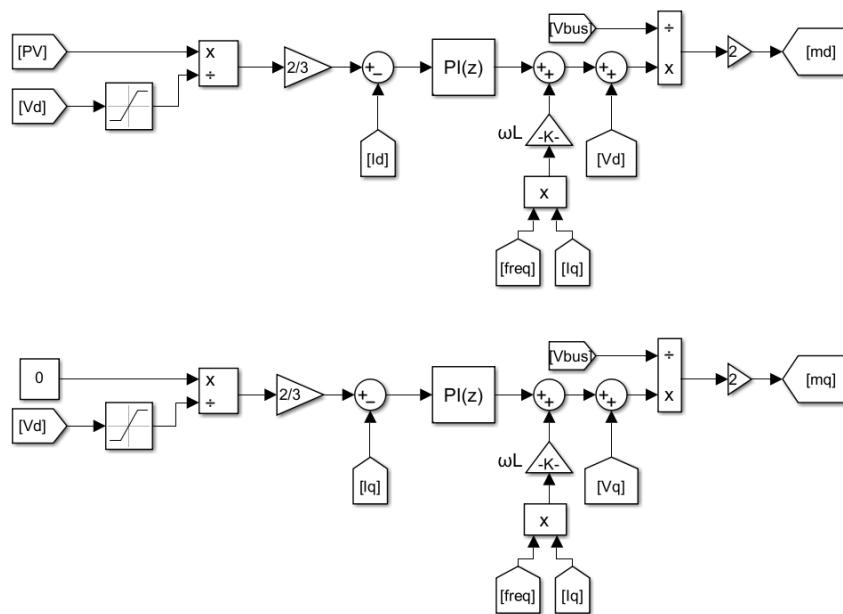 [PV]
x
÷
[Vd]
2/3
+
−
[Id]
PI(z)
+
+
ωL
-K-
x
[freq]
[Iq]
+
+
[Vd]
[Vbus]
÷
x
2
[md]
0
x
÷
[Vd]
2/3
+
−
[Iq]
PI(z)
+
+
ωL
-K-
x
[freq]
[Iq]
+
+
[Vq]
[Vbus]
÷
x
2
[mq]